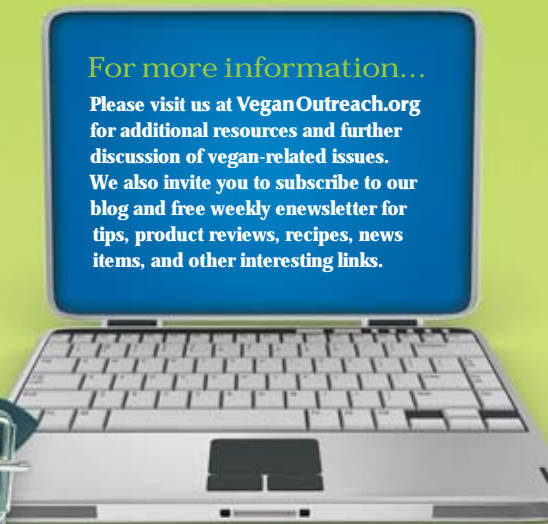 For more information...
Please visit us at VeganOutreach.org
for additional resources and further
discussion of vegan-related issues.
We also invite you to subscribe to our
blog and free weekly enewsletter for
tips, product reviews, recipes, news
items, and other interesting links.